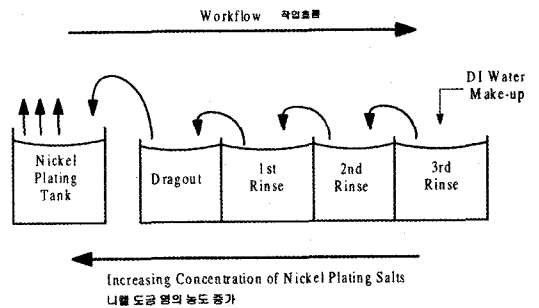 Workflow 작업흐름
DI Water
Make-up
Nickel
Plating
Tank
Dragout
1st
Rinse
2nd
Rinse
3rd
Rinse
Increasing Concentration of Nickel Plating Salts
니켈 도금 염의 농도 증가